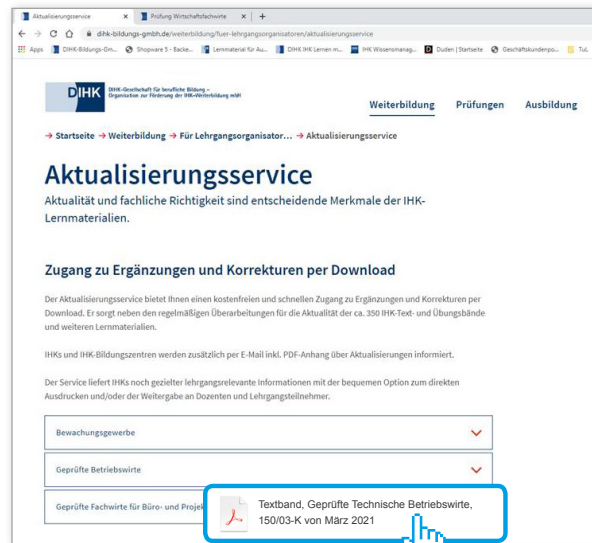 Aktualisierungsservice
Prüfung Wirtschaftsfachwirte
dihk-bildungs-gmbh.de/weiterbildung/fuer-lehrgangsorganisatoren/aktualisierungsservice
Apps DIHK-Bildungs-Gm... Shopware 5 - Backe... Lernmaterial für Au... DIHK IHK Lernen m... IHK Wissensmanag... Duden | Startseite Geschäftskundenpo... TuL
DIHK DIHK-Gesellschaft für berufliche Bildung –
Organisation zur Förderung der IHK-Weiterbildung mbH
Weiterbildung Prüfungen Ausbildung
→ Startseite → Weiterbildung → Für Lehrgangsorganisator... → Aktualisierungsservice
Aktualisierungsservice
Aktualität und fachliche Richtigkeit sind entscheidende Merkmale der IHK-
Lernmaterialien.
Zugang zu Ergänzungen und Korrekturen per Download
Der Aktualisierungsservice bietet Ihnen einen kostenfreien und schnellen Zugang zu Ergänzungen und Korrekturen per
Download. Er sorgt neben den regelmäßigen Überarbeitungen für die Aktualität der ca. 350 IHK-Text- und Übungsbände
und weiteren Lernmaterialien.
IHKs und IHK-Bildungszentren werden zusätzlich per E-Mail inkl. PDF-Anhang über Aktualisierungen informiert.
Der Service liefert IHKs noch gezielter lehrgangsrelevante Informationen mit der bequemen Option zum direkten
Ausdrucken und/oder der Weitergabe an Dozenten und Lehrgangsteilnehmer.
Bewachungsgewerbe
Geprüfte Betriebswirte
Geprüfte Fachwirte für Büro- und Projek
Textband, Geprüfte Technische Betriebswirte,
150/03-K von März 2021